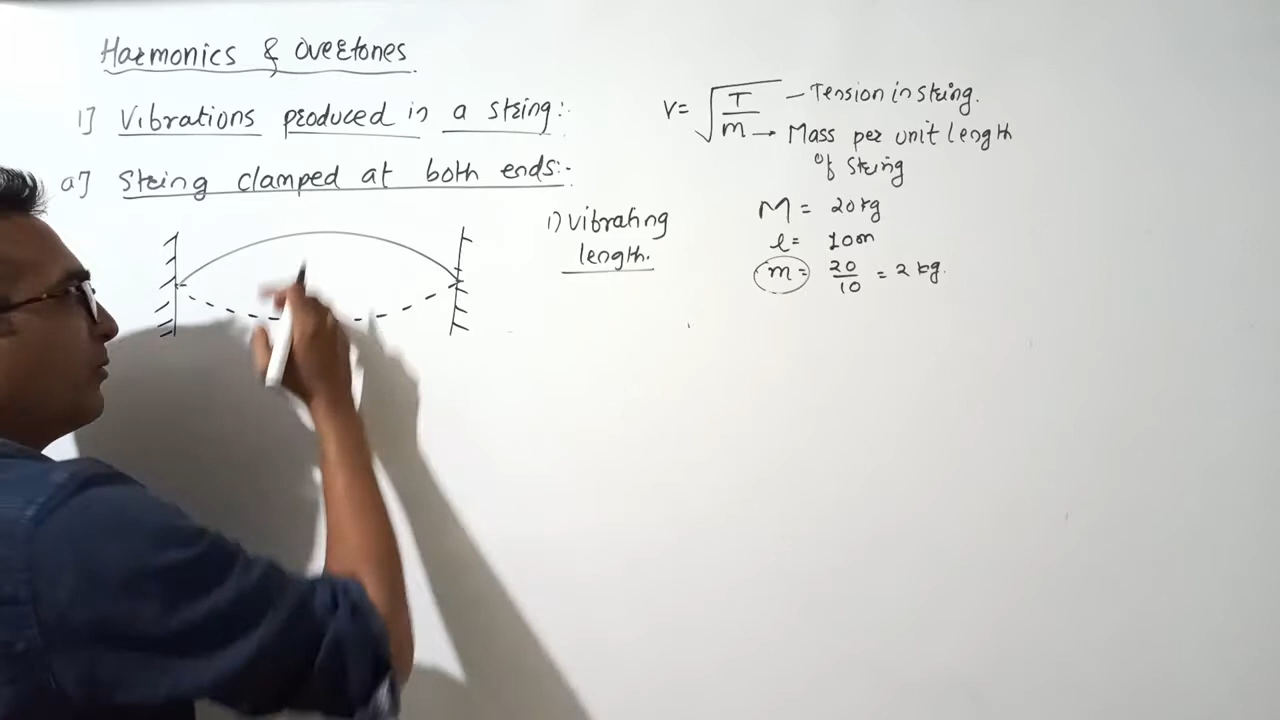 Harmonics & Overtones
1] Vibrations produced in a string:-
a] String clamped at both ends:-
1) Vibrating
length.
V= √T/m
– Tension in string.
→ Mass per unit length
of string
M = 20 kg
l = 10m
m = 20/10 = 2 kg.